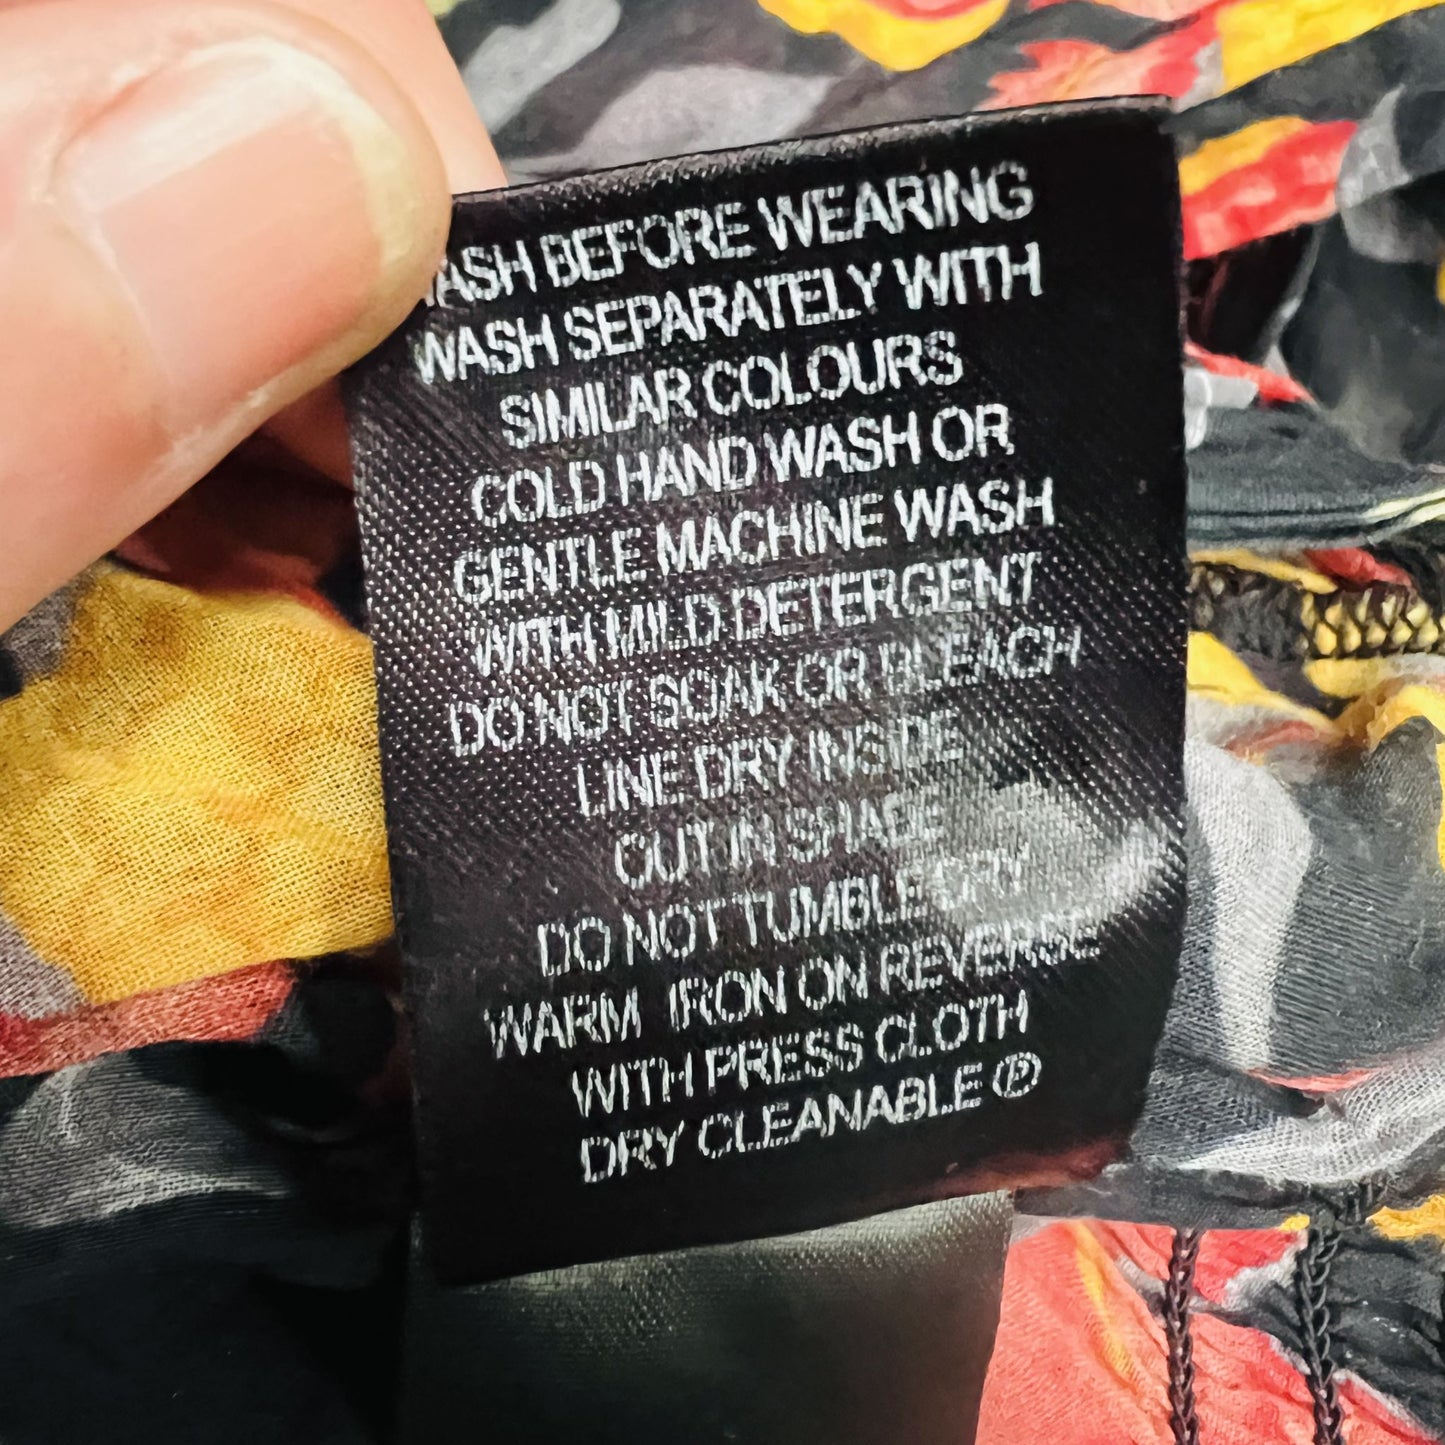 WASH BEFORE WEARING
WASH SEPARATELY WITH
SIMILAR COLOURS
COLD HAND WASH OR
GENTLE MACHINE WASH
WITH MILD DETERGENT
DO NOT SOAK OR BLEACH
LINE DRY INSIDE
OUT IN SHADE
DO NOT TUMBLE DRY
WARM IRON ON REVERSE
WITH PRESS CLOTH
DRY CLEANABLE Ⓟ